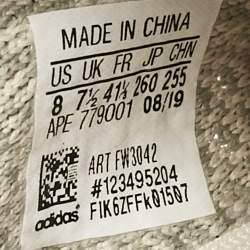 MADE IN CHINA
US UK FR JP CHN
8 7½ 41⅓ 260 255
APE 779001 08/19
ART FW3042
#123495204
F1K6ZFFk01507
adidas